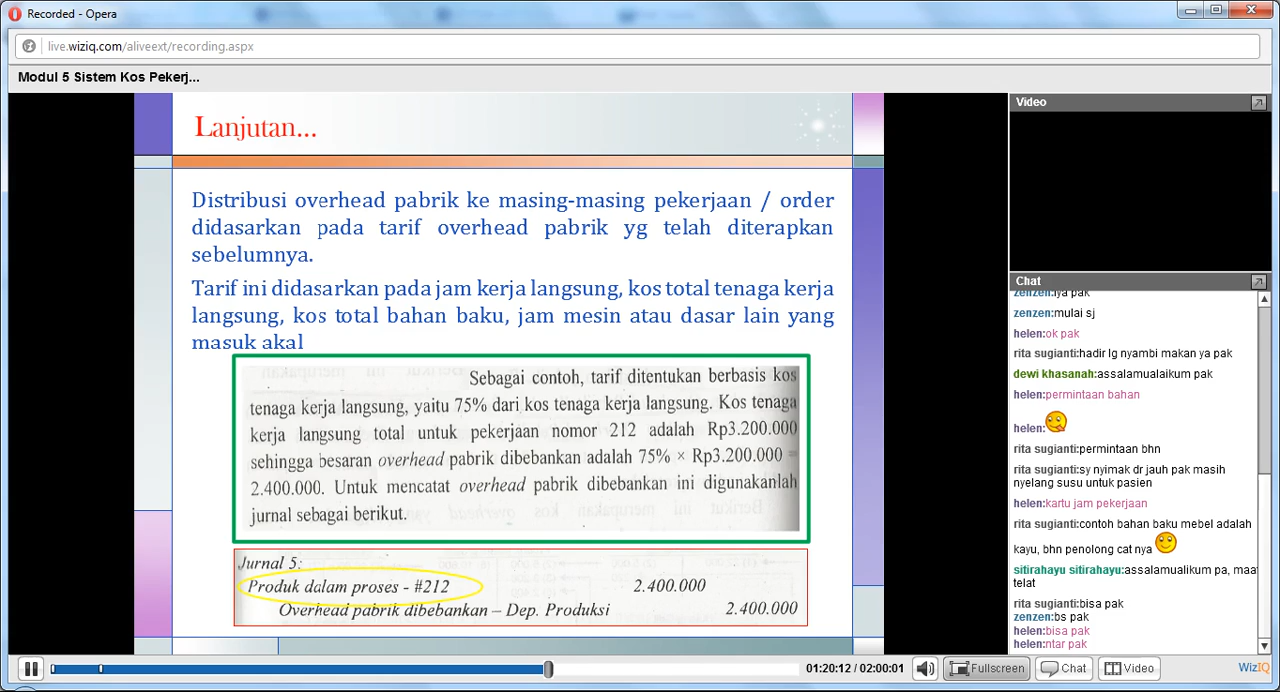 Recorded - Opera
live.wiziq.com/aliveext/recording.aspx
Modul 5 Sistem Kos Pekerj...
Lanjutan...
Distribusi overhead pabrik ke masing-masing pekerjaan / order
didasarkan pada tarif overhead pabrik yg telah diterapkan
sebelumnya.
Tarif ini didasarkan pada jam kerja langsung, kos total tenaga kerja
langsung, kos total bahan baku, jam mesin atau dasar lain yang
masuk akal
Sebagai contoh, tarif ditentukan berbasis kos
tenaga kerja langsung, yaitu 75% dari kos tenaga kerja langsung. Kos tenaga
kerja langsung total untuk pekerjaan nomor 212 adalah Rp3.200.000
sehingga besaran overhead pabrik dibebankan adalah 75% × Rp3.200.000 =
2.400.000. Untuk mencatat overhead pabrik dibebankan ini digunakanlah
jurnal sebagai berikut.
Jurnal 5:
Produk dalam proses - #212 2.400.000
Overhead pabrik dibebankan – Dep. Produksi 2.400.000
Video
Chat
zenzen:iya pak
zenzen:mulai sj
helen:ok pak
rita sugianti:hadir lg nyambi makan ya pak
dewi khasanah:assalamualaikum pak
helen:permintaan bahan
helen:
rita sugianti:permintaan bhn
rita sugianti:sy nyimak dr jauh pak masih
nyelang susu untuk pasien
helen:kartu jam pekerjaan
rita sugianti:contoh bahan baku mebel adalah
kayu, bhn penolong cat nya
sitirahayu sitirahayu:assalamualikum pa, maa
telat
rita sugianti:bisa pak
zenzen:bs pak
helen:bisa pak
helen:ntar pak
01:20:12 / 02:00:01
Fullscreen
Chat
Video
WizIQ